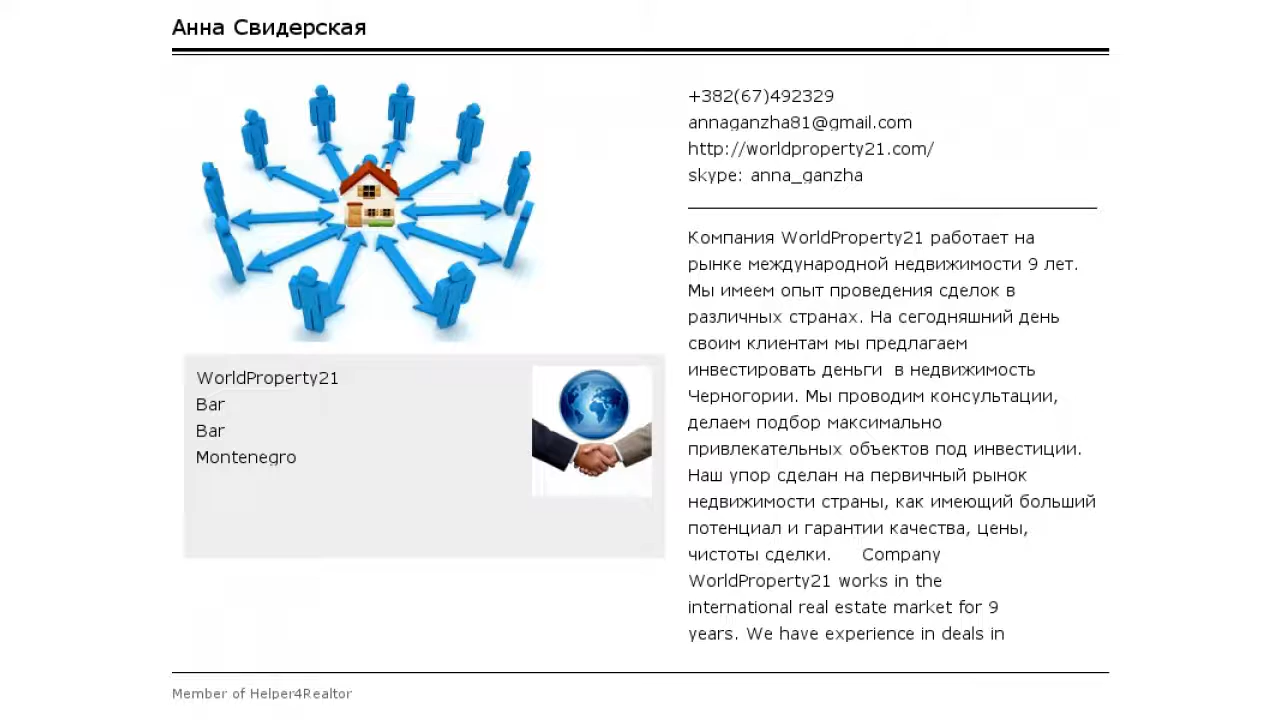 Анна Свидерская
+382(67)492329
annaganzha81@gmail.com
http://worldproperty21.com/
skype: anna_ganzha
WorldProperty21
Bar
Bar
Montenegro
Компания WorldProperty21 работает на
рынке международной недвижимости 9 лет.
Мы имеем опыт проведения сделок в
различных странах. На сегодняшний день
своим клиентам мы предлагаем
инвестировать деньги  в недвижимость
Черногории. Мы проводим консультации,
делаем подбор максимально
привлекательных объектов под инвестиции.
Наш упор сделан на первичный рынок
недвижимости страны, как имеющий больший
потенциал и гарантии качества, цены,
чистоты сделки.     Company
WorldProperty21 works in the
international real estate market for 9
years. We have experience in deals in
Member of Helper4Realtor